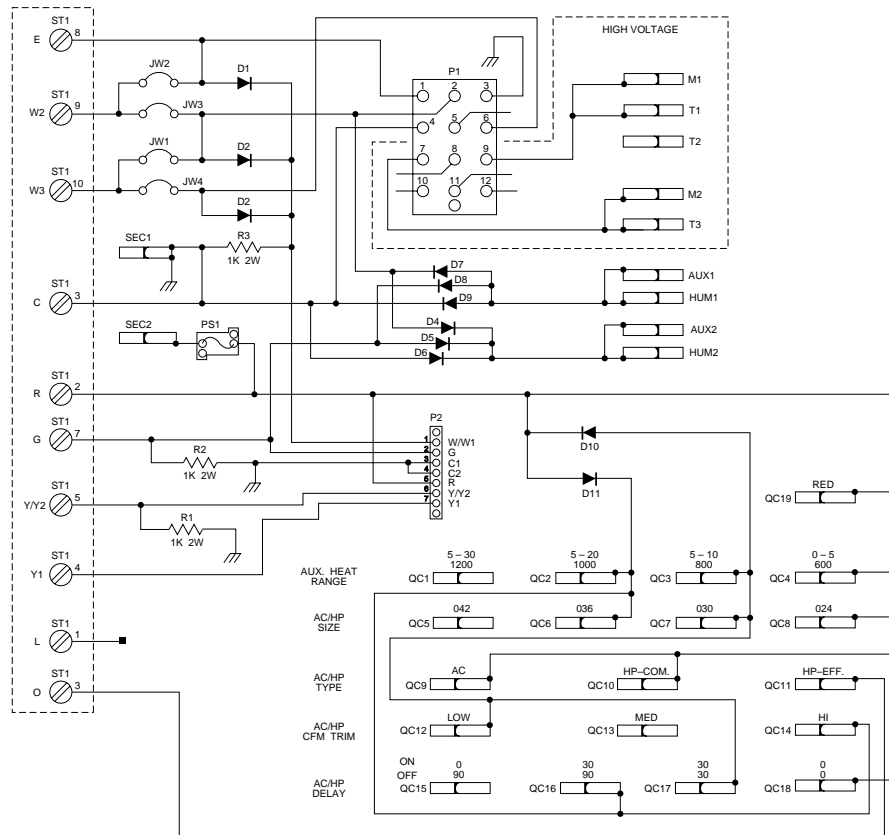 ST1
E 8
ST1
W2 9
ST1
W3 10
ST1
C 3
ST1
R 2
ST1
G 7
ST1
Y/Y2 5
ST1
Y1 4
ST1
L 1
ST1
O 3
JW2
JW3
JW1
JW4
D1
D2
D2
R3
1K 2W
SEC1
SEC2
PS1
P1
1 2 3
4 5 6
7 8 9
10 11 12
HIGH VOLTAGE
M1
T1
T2
M2
T3
D7
D8
D9
D4
D5
D6
AUX1
HUM1
AUX2
HUM2
R2
1K 2W
R1
1K 2W
P2
1 W/W1
2 G
3 C1
4 C2
5 R
6 Y/Y2
7 Y1
D10
D11
RED
QC19
AUX. HEAT
RANGE
5 – 30
1200
QC1
5 – 20
1000
QC2
5 – 10
800
QC3
0 – 5
600
QC4
AC/HP
SIZE
042
QC5
036
QC6
030
QC7
024
QC8
AC/HP
TYPE
AC
QC9
HP–COM.
QC10
HP–EFF.
QC11
AC/HP
CFM TRIM
LOW
QC12
MED
QC13
HI
QC14
AC/HP
DELAY
ON
OFF
0
90
QC15
30
90
QC16
30
30
QC17
0
0
QC18